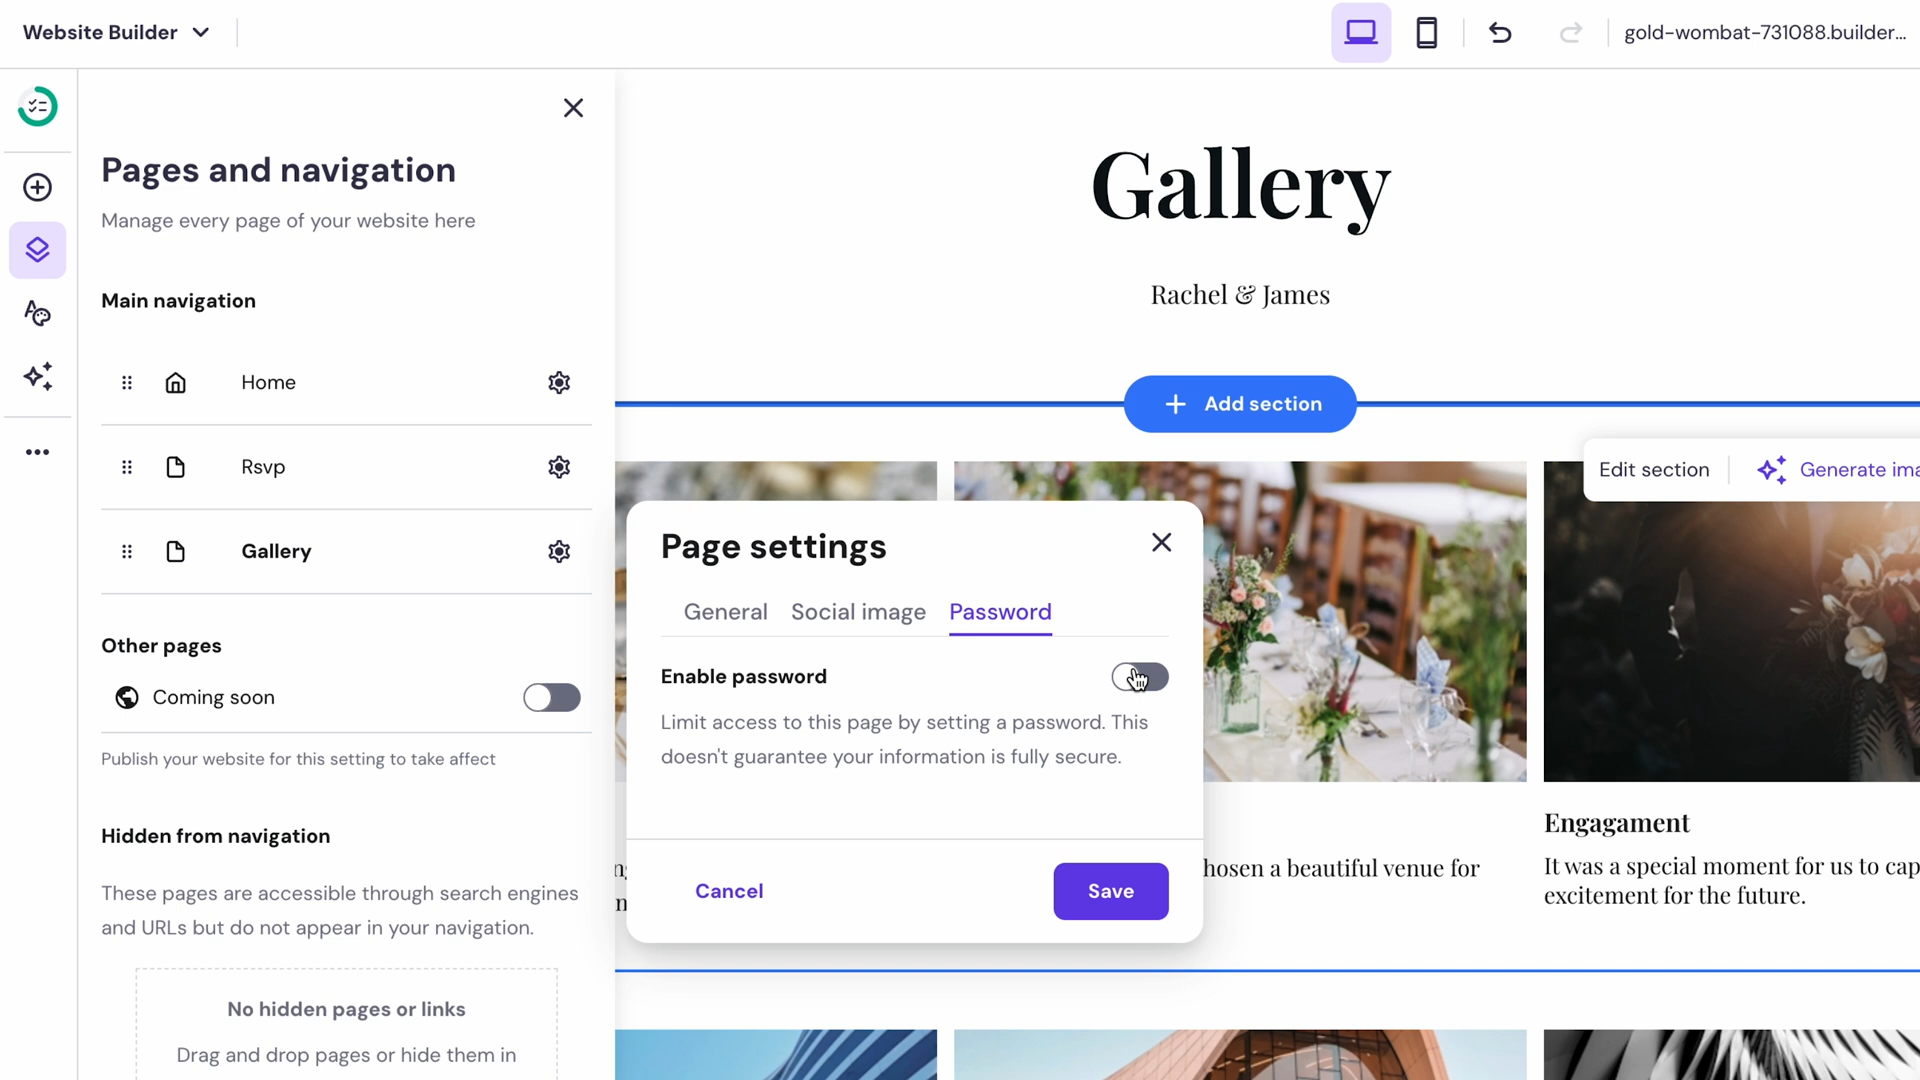 Website Builder
gold-wombat-731088.builder...
Pages and navigation
Manage every page of your website here
Main navigation
Home
Rsvp
Gallery
Other pages
Coming soon
Publish your website for this setting to take affect
Hidden from navigation
These pages are accessible through search engines
and URLs but do not appear in your navigation.
No hidden pages or links
Drag and drop pages or hide them in
Gallery
Rachel & James
Add section
Edit section
Generate ima
Page settings
General Social image Password
Enable password
Limit access to this page by setting a password. This
doesn't guarantee your information is fully secure.
Cancel
Save
hosen a beautiful venue for
Engagament
It was a special moment for us to cap
excitement for the future.